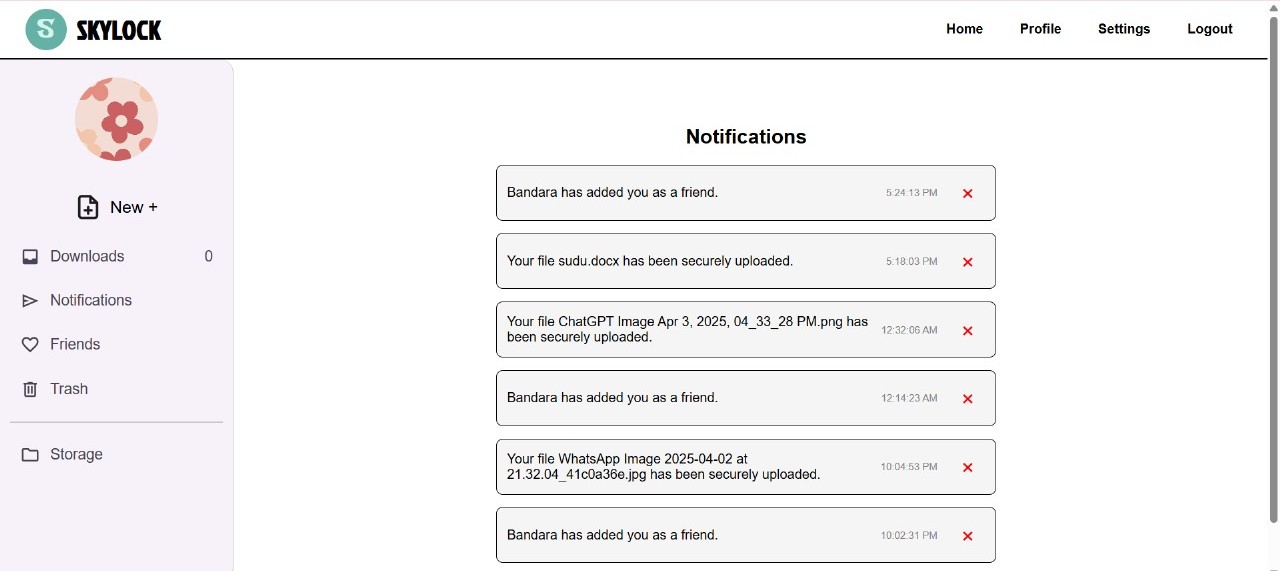 S SKYLOCK
Home Profile Settings Logout
New +
Downloads 0
Notifications
Friends
Trash
Storage
Notifications
Bandara has added you as a friend. 5:24:13 PM
Your file sudu.docx has been securely uploaded. 5:18:03 PM
Your file ChatGPT Image Apr 3, 2025, 04_33_28 PM.png has
been securely uploaded. 12:32:06 AM
Bandara has added you as a friend. 12:14:23 AM
Your file WhatsApp Image 2025-04-02 at
21.32.04_41c0a36e.jpg has been securely uploaded. 10:04:53 PM
Bandara has added you as a friend. 10:02:31 PM